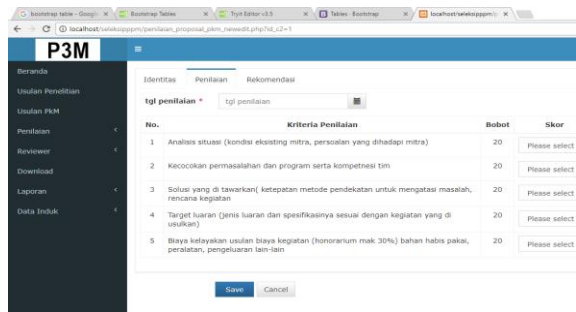 bootstrap table - Googl
Bootstrap Tables
Tryit Editor v3.5
Tables · Bootstrap
localhost/seleksipppm/p
localhost/seleksipppm/penilaian_proposal_pkm_newedit.php?id_c2=1
P3M
Beranda
Usulan Penelitian
Usulan PkM
Penilaian
Reviewer
Download
Laporan
Data Induk
Identitas Penilaian Rekomendasi
tgl penilaian * tgl penilaian
No. Kriteria Penilaian Bobot Skor
1 Analisis situasi (kondisi eksisting mitra, persoalan yang dihadapi mitra) 20 Please select
2 Kecocokan permasalahan dan program serta kompetnesi tim 20 Please select
3 Solusi yang di tawarkan( ketepatan metode pendekatan untuk mengatasi masalah, 20 Please select
rencana kegiatan
4 Target luaran (jenis luaran dan spesifikasinya sesuai dengan kegiatan yang di 20 Please select
usulkan)
5 Biaya kelayakan usulan biaya kegiatan (honorarium mak 30%) bahan habis pakai, 20 Please select
peralatan, pengeluaran lain-lain
Save Cancel